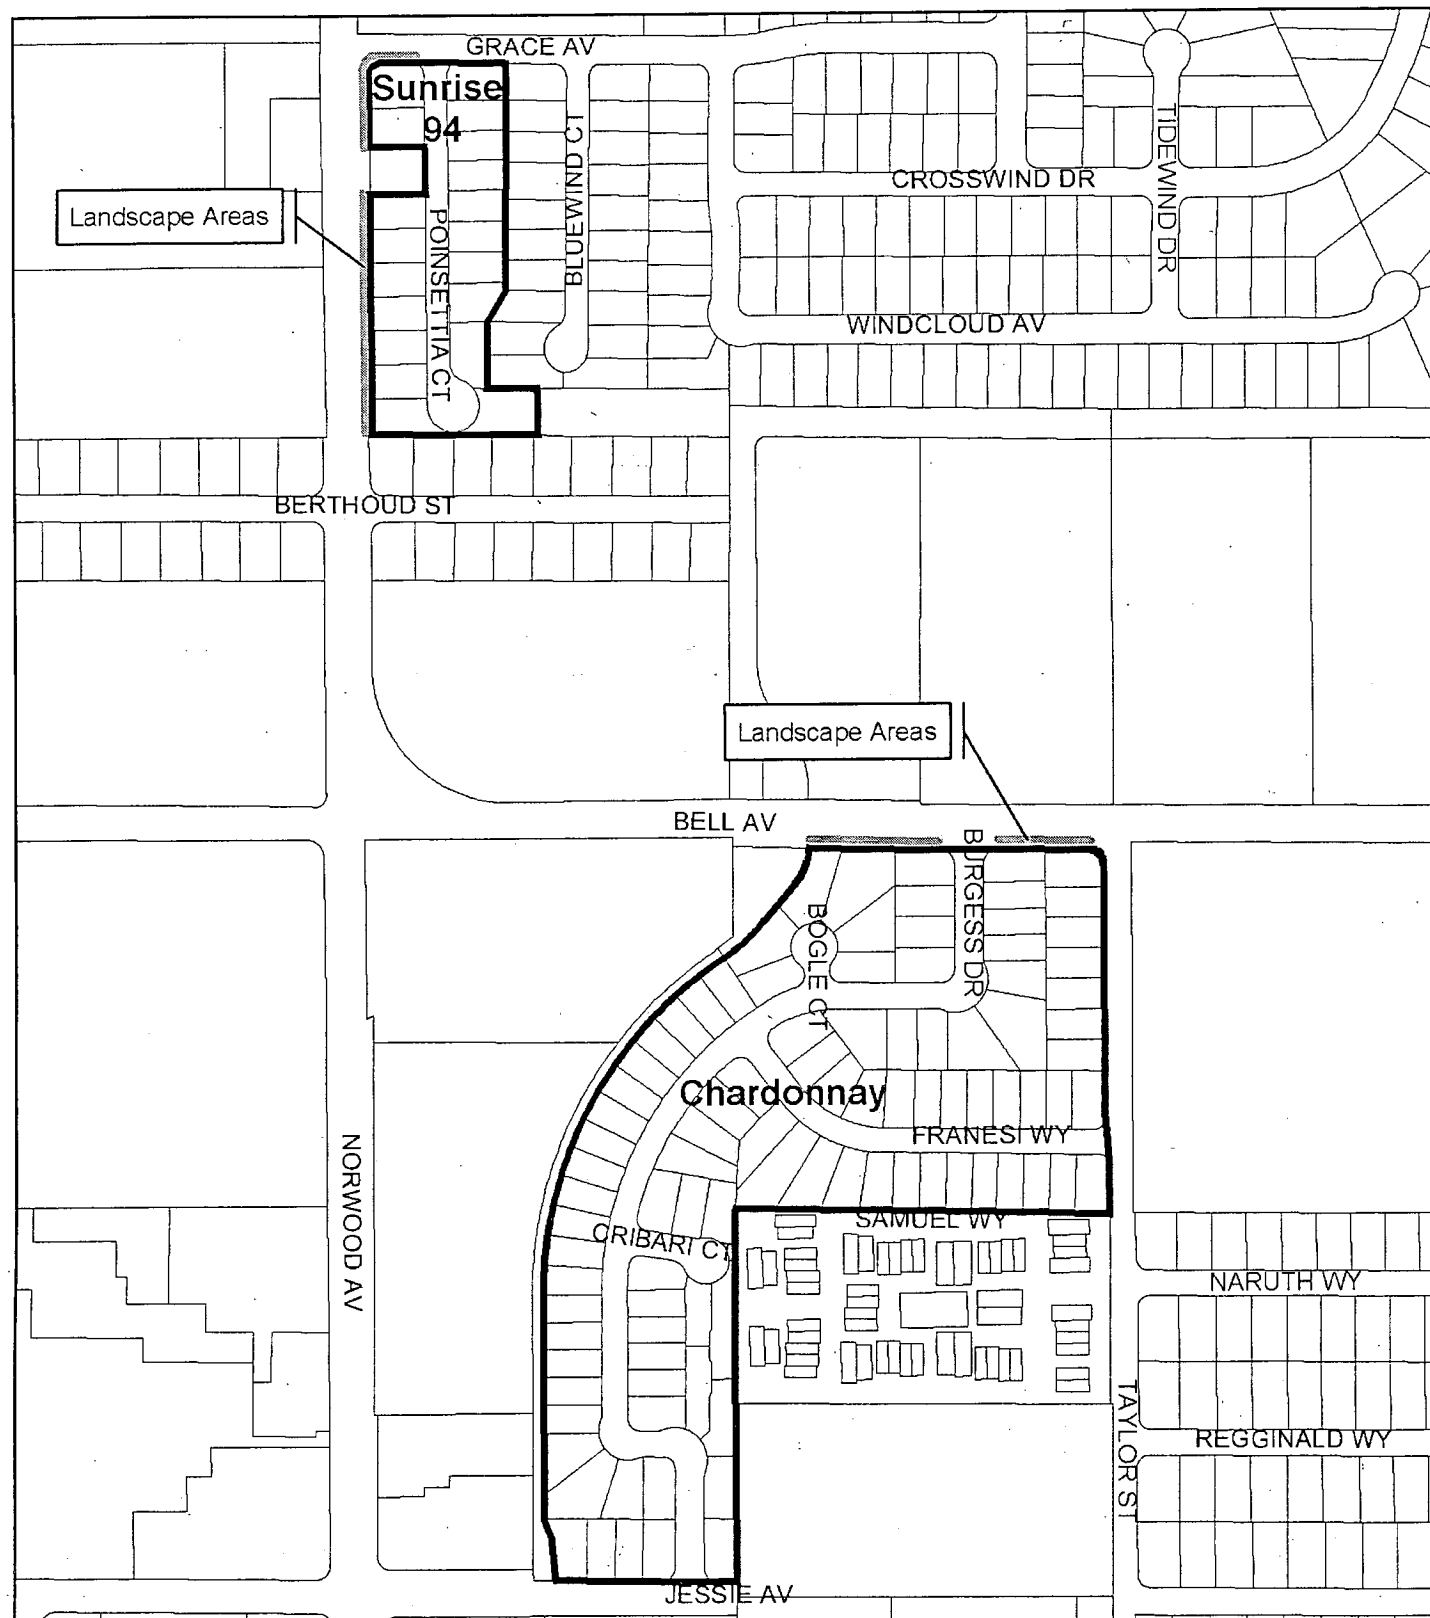 GRACE AV
Sunrise
94
BLUEWIND CT
TIDEWIND DR
CROSSWIND DR
Landscape Areas
POINSETTIA CT
WINDCLOUD AV
BERTHOUD ST
Landscape Areas
BELL AV
BURGESS DR
BOGLE CT
Chardonnay
FRANESI WY
NORWOOD AV
SAMUEL WY
CRIBARI CT
NARUTH WY
TAYLOR ST
REGGINALD WY
JESSIE AV